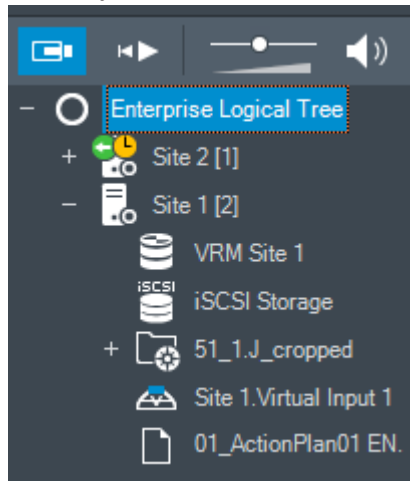 Enterprise Logical Tree
Site 2 [1]
Site 1 [2]
VRM Site 1
iSCSI
iSCSI Storage
51_1.J_cropped
Site 1.Virtual Input 1
01_ActionPlan01 EN.